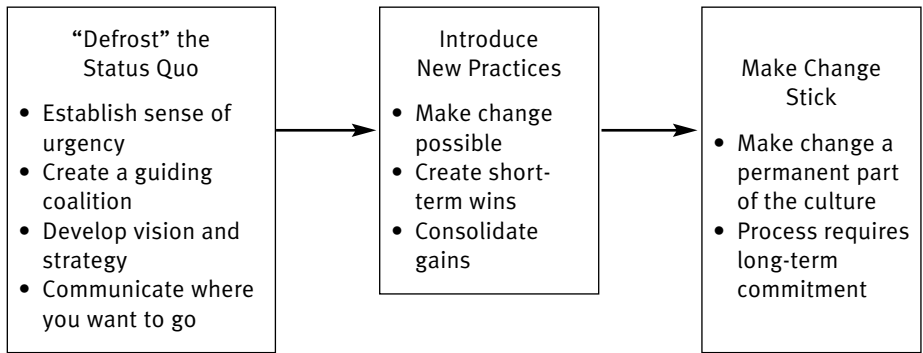 “Defrost” the
Status Quo
• Establish sense of
urgency
• Create a guiding
coalition
• Develop vision and
strategy
• Communicate where
you want to go
Introduce
New Practices
• Make change
possible
• Create short-
term wins
• Consolidate
gains
Make Change
Stick
• Make change a
permanent part
of the culture
• Process requires
long-term
commitment